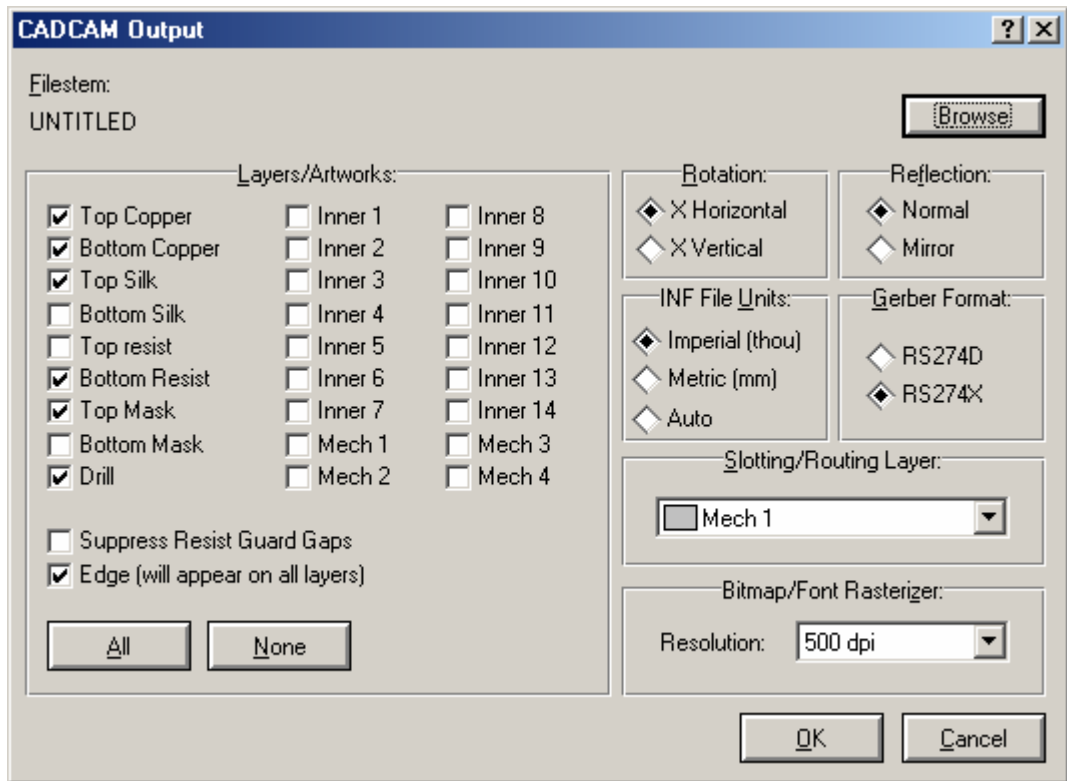 CADCAM Output
Filestem:
UNTITLED
Browse
Layers/Artworks:
Top Copper
Bottom Copper
Top Silk
Bottom Silk
Top resist
Bottom Resist
Top Mask
Bottom Mask
Drill
Inner 1
Inner 2
Inner 3
Inner 4
Inner 5
Inner 6
Inner 7
Mech 1
Mech 2
Inner 8
Inner 9
Inner 10
Inner 11
Inner 12
Inner 13
Inner 14
Mech 3
Mech 4
Suppress Resist Guard Gaps
Edge (will appear on all layers)
All
None
Rotation:
X Horizontal
X Vertical
Reflection:
Normal
Mirror
INF File Units:
Imperial (thou)
Metric (mm)
Auto
Gerber Format:
RS274D
RS274X
Slotting/Routing Layer:
Mech 1
Bitmap/Font Rasterizer:
Resolution:
500 dpi
OK
Cancel